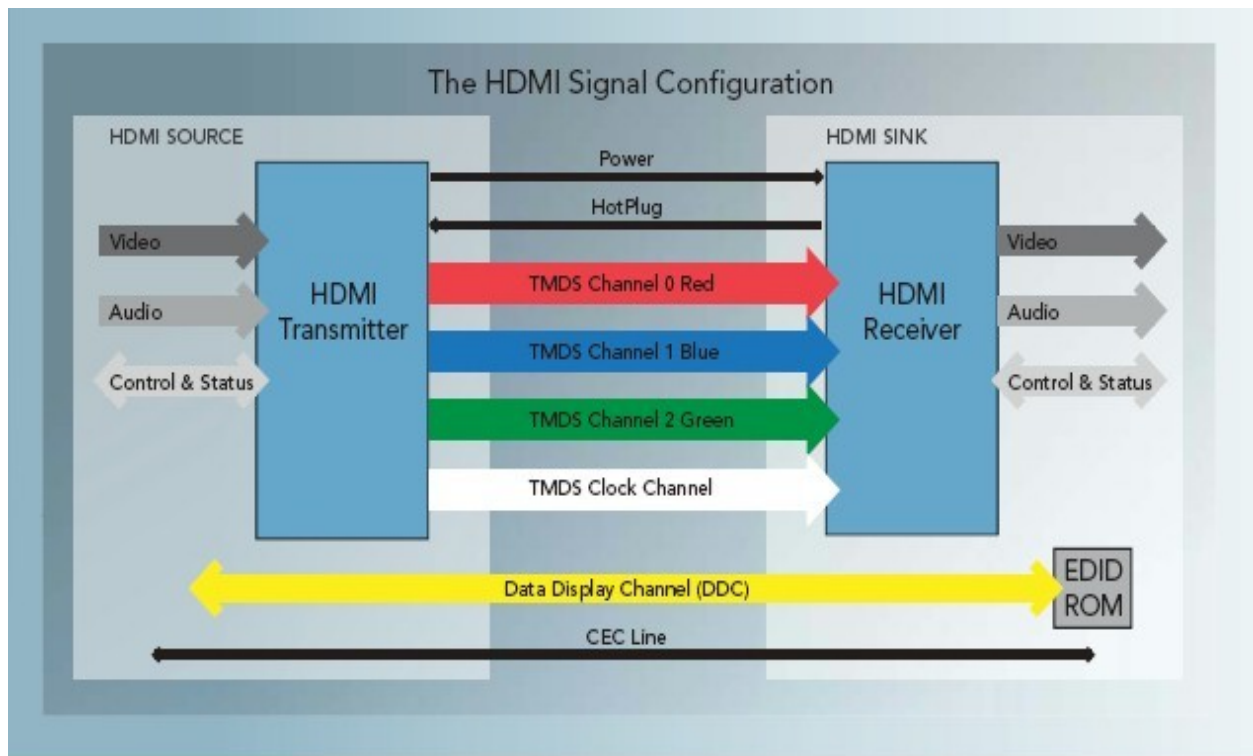 The HDMI Signal Configuration
HDMI SOURCE
HDMI SINK
Power
HotPlug
Video
Audio
Control & Status
HDMI
Transmitter
TMDS Channel 0 Red
TMDS Channel 1 Blue
TMDS Channel 2 Green
TMDS Clock Channel
HDMI
Receiver
Video
Audio
Control & Status
Data Display Channel (DDC)
EDID
ROM
CEC Line